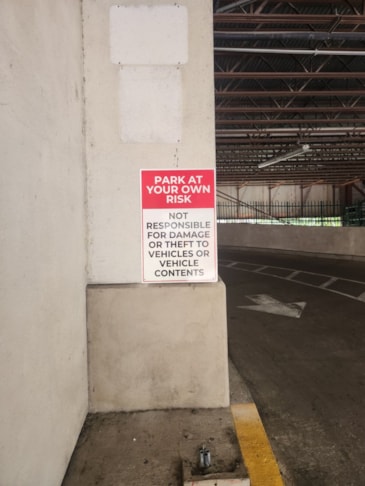 PARK AT
YOUR OWN
RISK
NOT
RESPONSIBLE
FOR DAMAGE
OR THEFT TO
VEHICLES OR
VEHICLE
CONTENTS